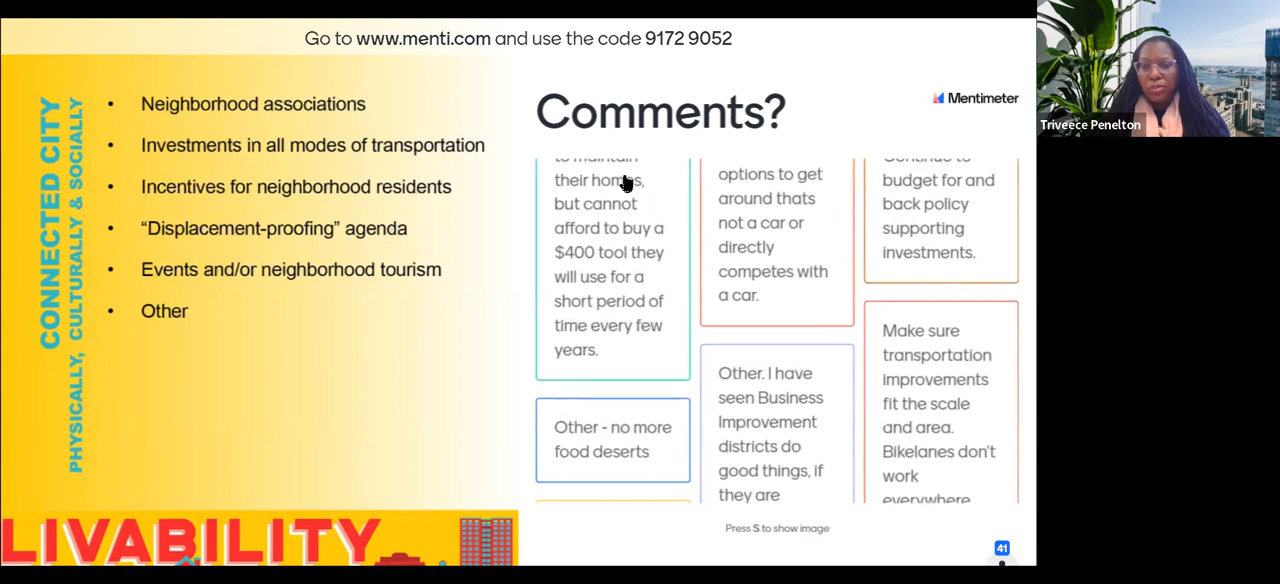 Go to www.menti.com and use the code 9172 9052
CONNECTED CITY
PHYSICALLY, CULTURALLY & SOCIALLY
• Neighborhood associations
• Investments in all modes of transportation
• Incentives for neighborhood residents
• “Displacement-proofing” agenda
• Events and/or neighborhood tourism
• Other
LIVABILITY
Comments?
Mentimeter
to maintain
their homes,
but cannot
afford to buy a
$400 tool they
will use for a
short period of
time every few
years.
Other - no more
food deserts
options to get
around thats
not a car or
directly
competes with
a car.
Other. I have
seen Business
Improvement
districts do
good things, if
they are
Continue to
budget for and
back policy
supporting
investments.
Make sure
transportation
improvements
fit the scale
and area.
Bikelanes don't
work
everywhere
Press S to show image
41
Triveece Penelton